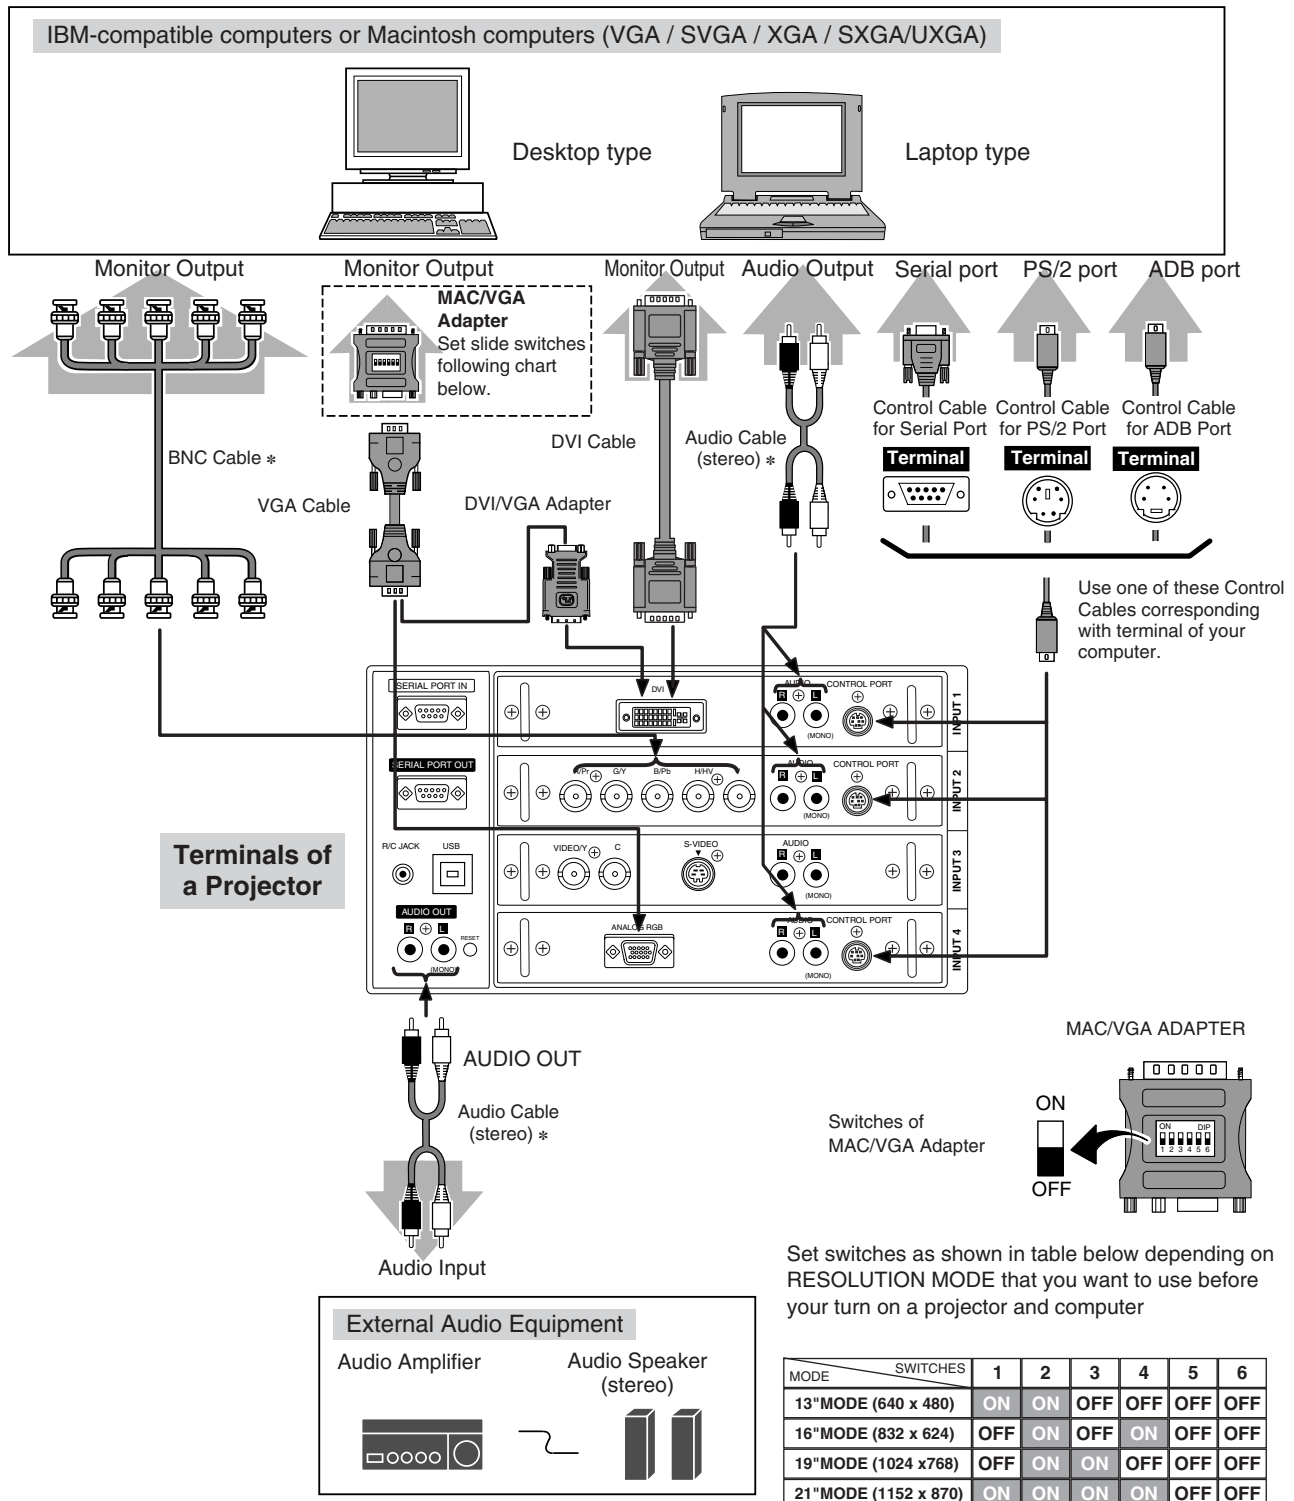 IBM-compatible computers or Macintosh computers (VGA / SVGA / XGA / SXGA/UXGA)
Desktop type
Laptop type
Monitor Output
Monitor Output
Monitor Output
Audio Output
Serial port
PS/2 port
ADB port
MAC/VGA
Adapter
Set slide switches
following chart
below.
Control Cable
for Serial Port
Control Cable
for PS/2 Port
Control Cable
for ADB Port
Terminal
Terminal
Terminal
BNC Cable *
VGA Cable
DVI/VGA Adapter
DVI Cable
Audio Cable
(stereo) *
Use one of these Control
Cables corresponding
with terminal of your
computer.
SERIAL PORT IN
DVI
AUDIO
R L
(MONO)
CONTROL PORT
INPUT 1
SERIAL PORT OUT
G/Y
B/Pb
H/HV
AUDIO
R L
(MONO)
CONTROL PORT
INPUT 2
Terminals of
a Projector
R/C JACK
USB
VIDEO/Y
C
S-VIDEO
AUDIO
R L
(MONO)
INPUT 3
AUDIO OUT
R L
RESET
(MONO)
ANALOG RGB
AUDIO
R L
(MONO)
CONTROL PORT
INPUT 4
AUDIO OUT
Audio Cable
(stereo) *
Audio Input
MAC/VGA ADAPTER
Switches of
MAC/VGA Adapter
ON
OFF
ON DIP
1 2 3 4 5 6
Set switches as shown in table below depending on
RESOLUTION MODE that you want to use before
your turn on a projector and computer
External Audio Equipment
Audio Amplifier
Audio Speaker
(stereo)
MODE SWITCHES 1 2 3 4 5 6
13"MODE (640 x 480) ON ON OFF OFF OFF OFF
16"MODE (832 x 624) OFF ON OFF ON OFF OFF
19"MODE (1024 x768) OFF ON ON OFF OFF OFF
21"MODE (1152 x 870) ON ON ON ON OFF OFF